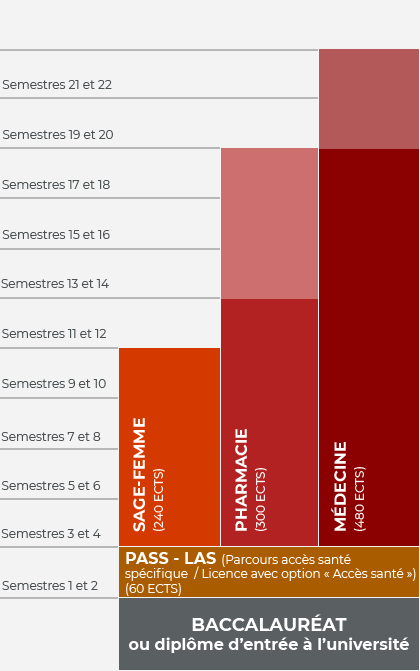 Semestres 21 et 22
Semestres 19 et 20
Semestres 17 et 18
Semestres 15 et 16
Semestres 13 et 14
Semestres 11 et 12
Semestres 9 et 10
Semestres 7 et 8
Semestres 5 et 6
Semestres 3 et 4
SAGE-FEMME
(240 ECTS)
PHARMACIE
(300 ECTS)
MÉDECINE
(480 ECTS)
Semestres 1 et 2
PASS - LAS (Parcours accès santé
spécifique / Licence avec option « Accès santé »)
(60 ECTS)
BACCALAURÉAT
ou diplôme d'entrée à l'université